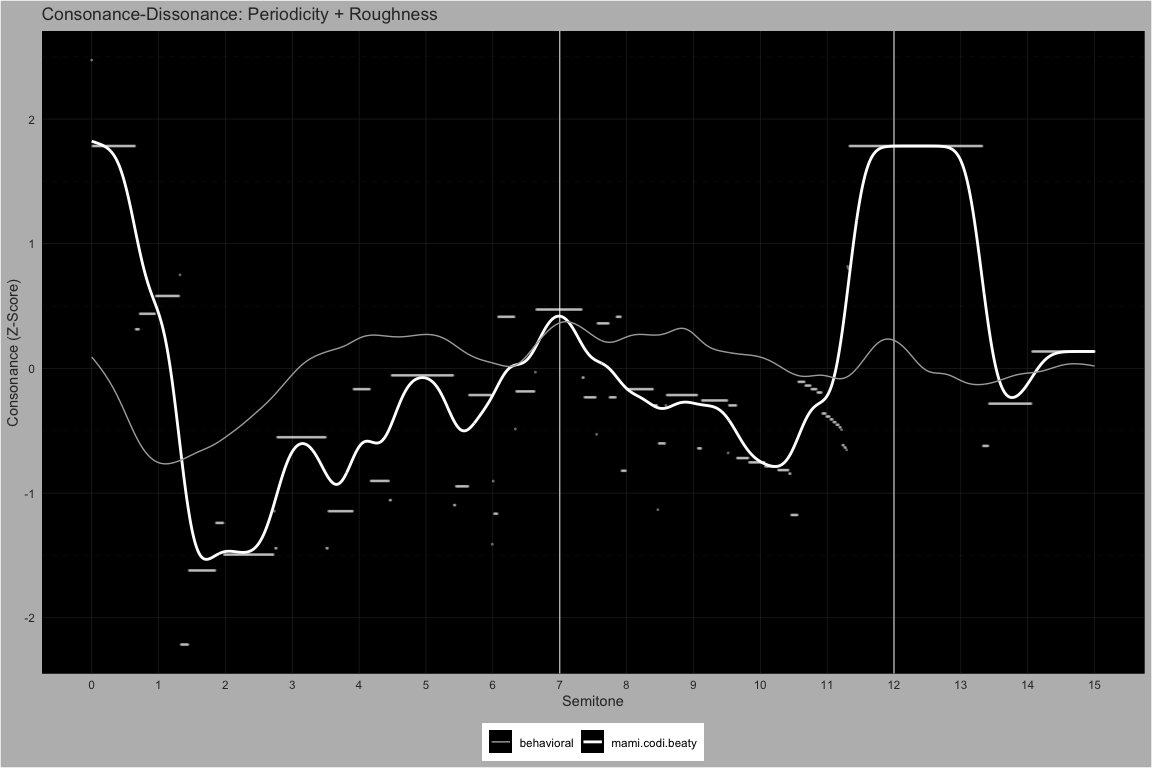 Consonance-Dissonance: Periodicity + Roughness
Consonance (Z-Score)
2
1
0
-1
-2
0 1 2 3 4 5 6 7 8 9 10 11 12 13 14 15
Semitone
behavioral mami.codi.beaty